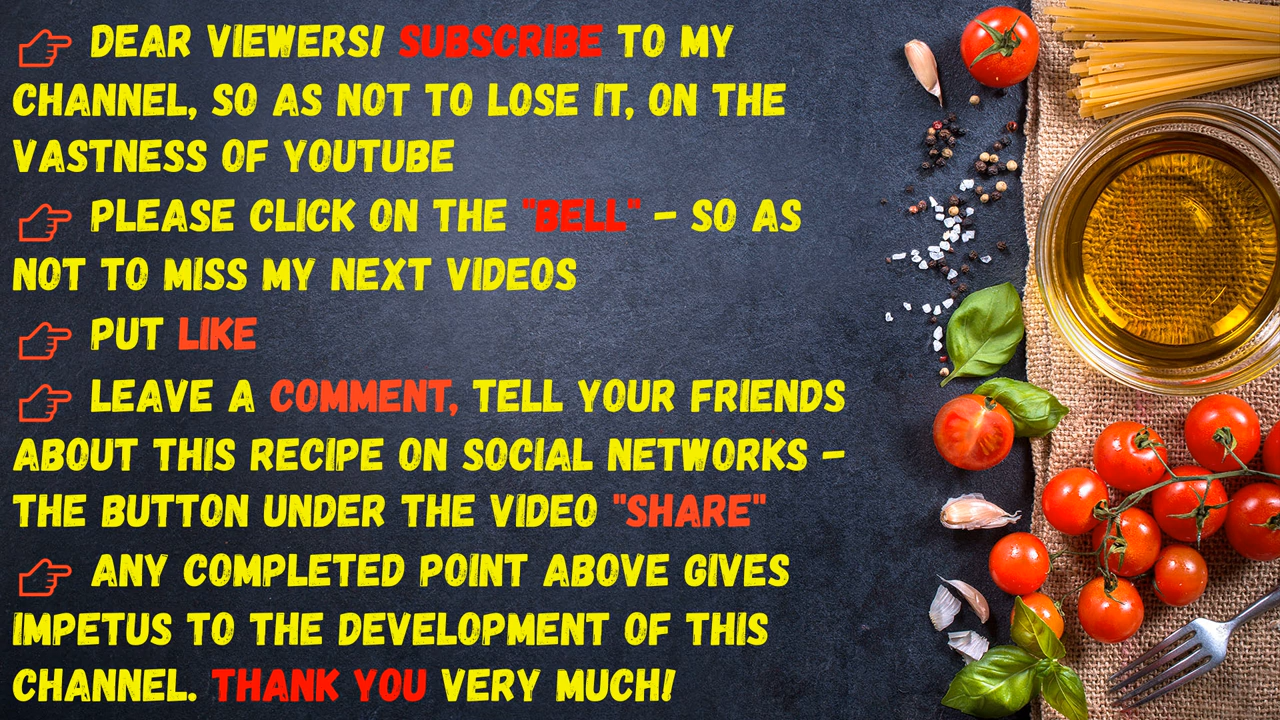 DEAR VIEWERS! SUBSCRIBE TO MY
CHANNEL, SO AS NOT TO LOSE IT, ON THE
VASTNESS OF YOUTUBE
PLEASE CLICK ON THE "BELL" - SO AS
NOT TO MISS MY NEXT VIDEOS
PUT LIKE
LEAVE A COMMENT, TELL YOUR FRIENDS
ABOUT THIS RECIPE ON SOCIAL NETWORKS -
THE BUTTON UNDER THE VIDEO "SHARE"
ANY COMPLETED POINT ABOVE GIVES
IMPETUS TO THE DEVELOPMENT OF THIS
CHANNEL. THANK YOU VERY MUCH!